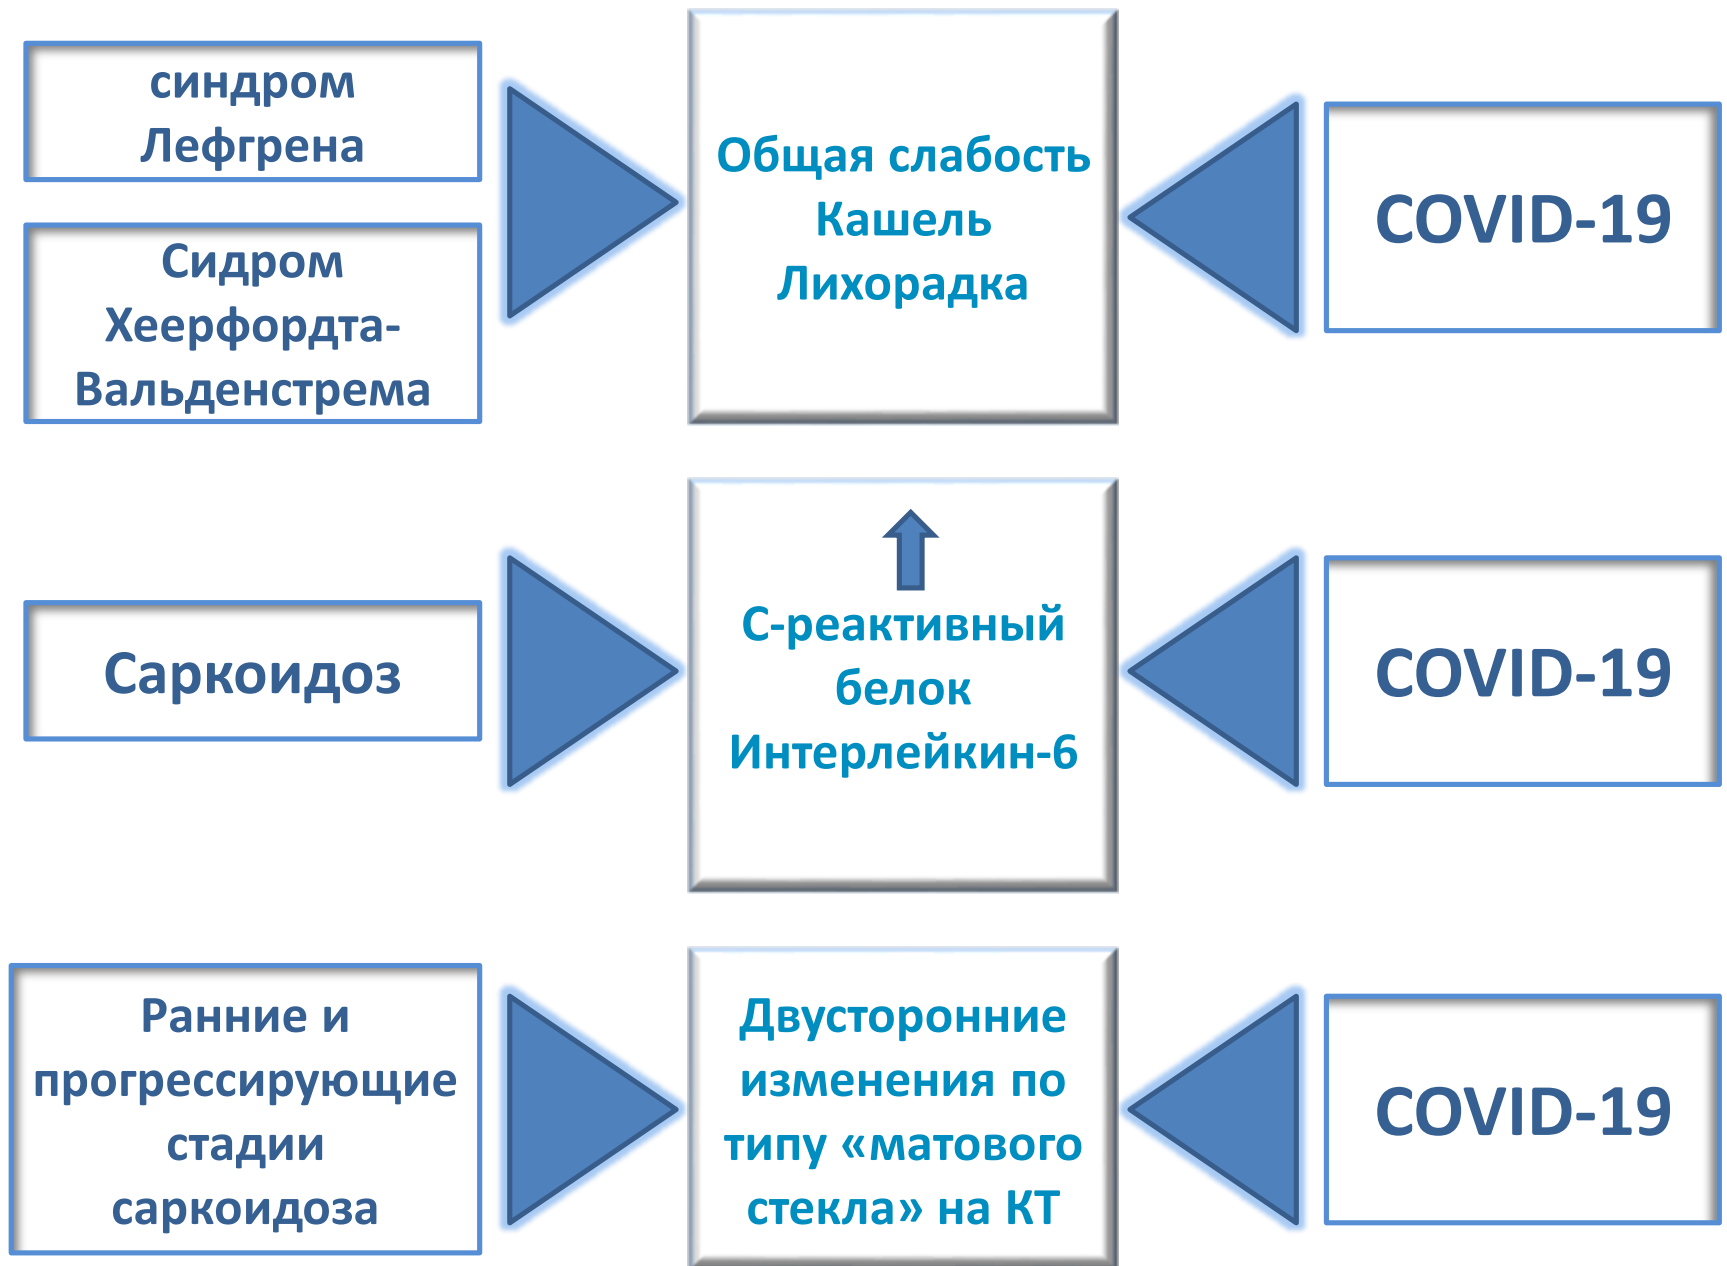 синдром
Лефгрена
Сидром
Хеерфордта-
Вальденстрема
Общая слабость
Кашель
Лихорадка
COVID-19
Саркоидоз
С-реактивный
белок
Интерлейкин-6
COVID-19
Ранние и
прогрессирующие
стадии
саркоидоза
Двусторонние
изменения по
типу «матового
стекла» на КТ
COVID-19